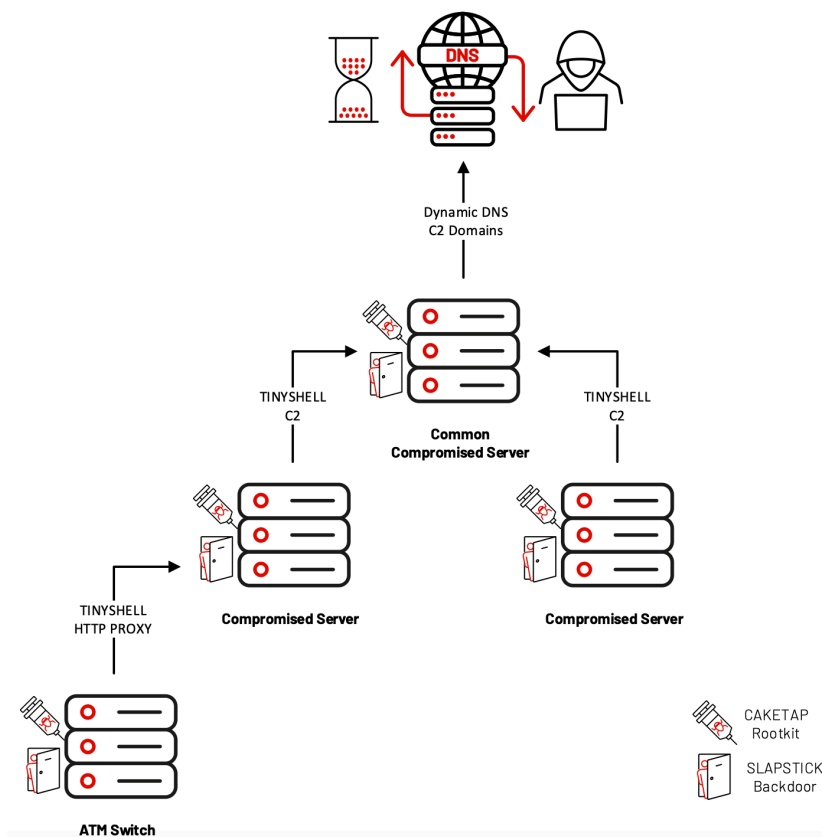 DNS
Dynamic DNS
C2 Domains
TINYSHELL
C2
TINYSHELL
C2
Common
Compromised Server
TINYSHELL
HTTP PROXY
Compromised Server
Compromised Server
CAKETAP
Rootkit
SLAPSTICK
Backdoor
ATM Switch